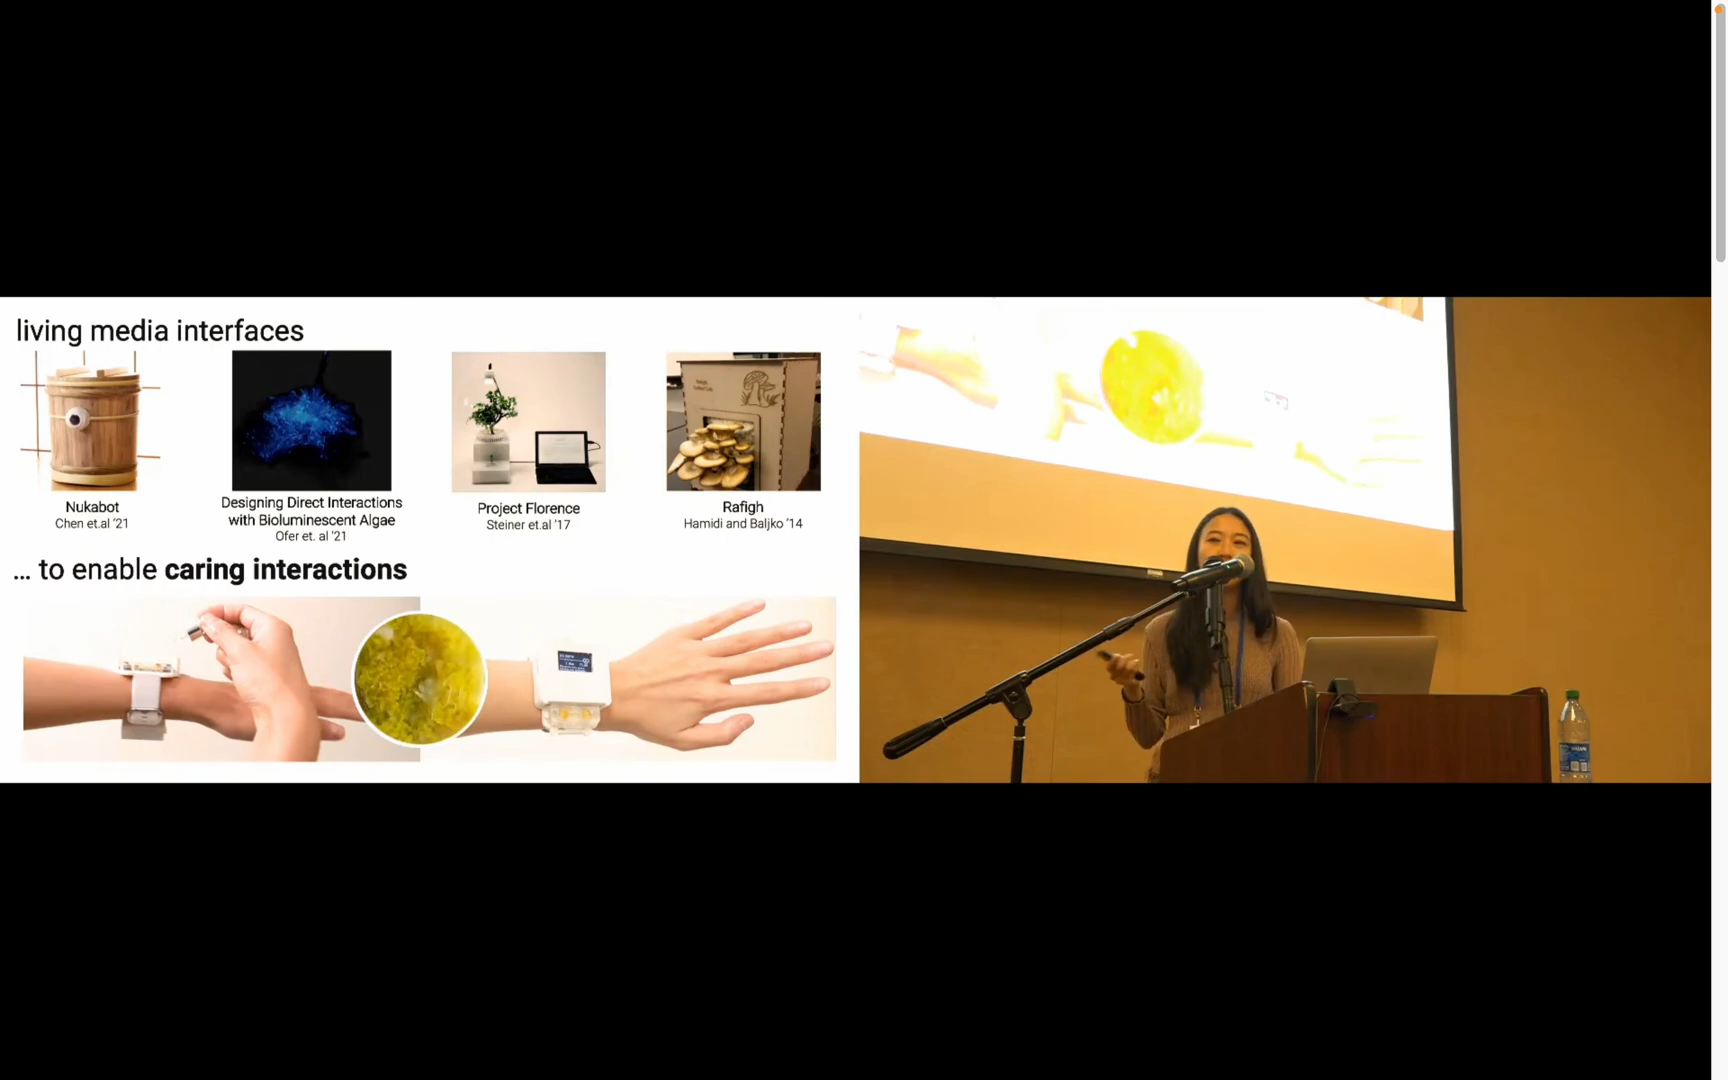 living media interfaces
Nukabot
Chen et.al '21
Designing Direct Interactions
with Bioluminescent Algae
Ofer et. al '21
Project Florence
Steiner et.al '17
Rafigh
Hamidi and Baljko '14
... to enable caring interactions